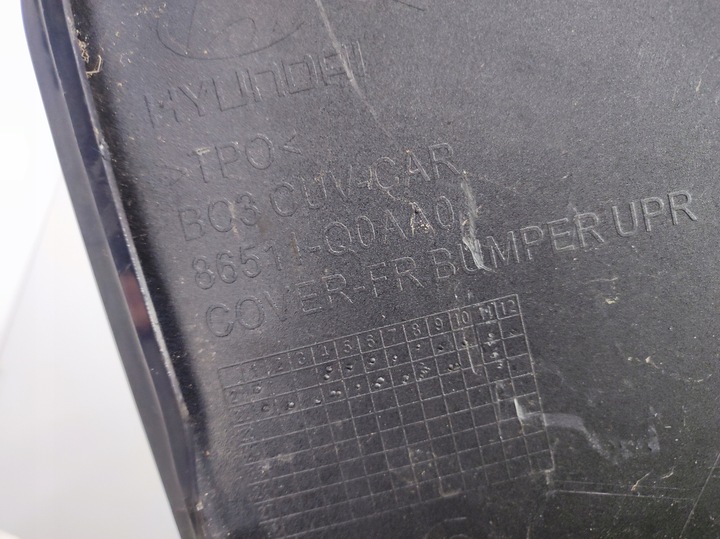 HYUNDAI
>TPO<
BC3 CUV-CAR
86511-Q0AA0
COVER-FR BUMPER UPR
1 2 3 4 5 6 7 8 9 10 11 12